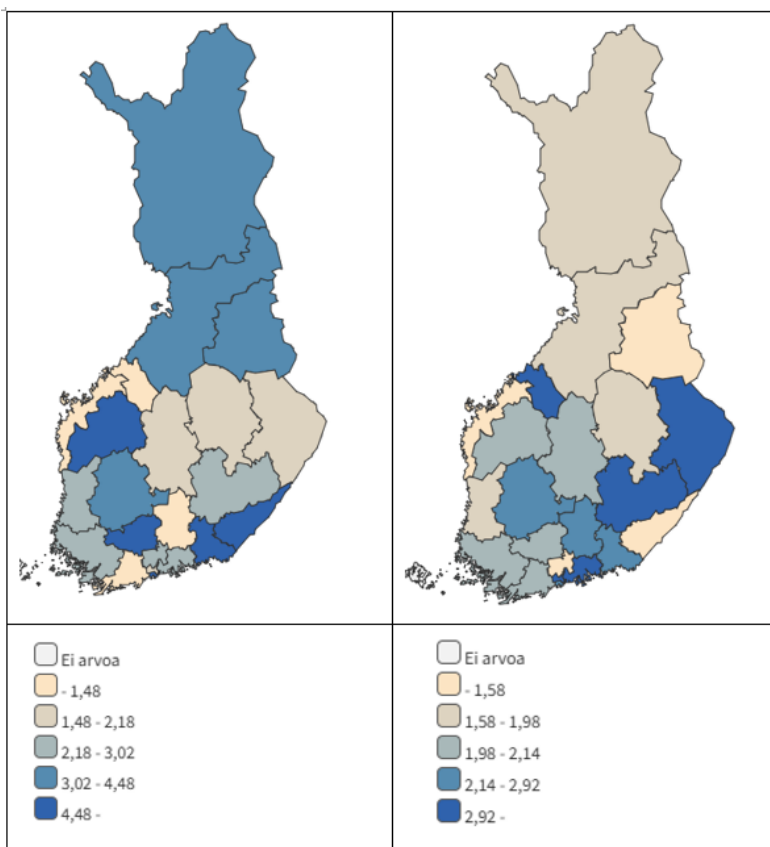 Ei arvoa
- 1,48
1,48 - 2,18
2,18 - 3,02
3,02 - 4,48
4,48 -
Ei arvoa
- 1,58
1,58 - 1,98
1,98 - 2,14
2,14 - 2,92
2,92 -